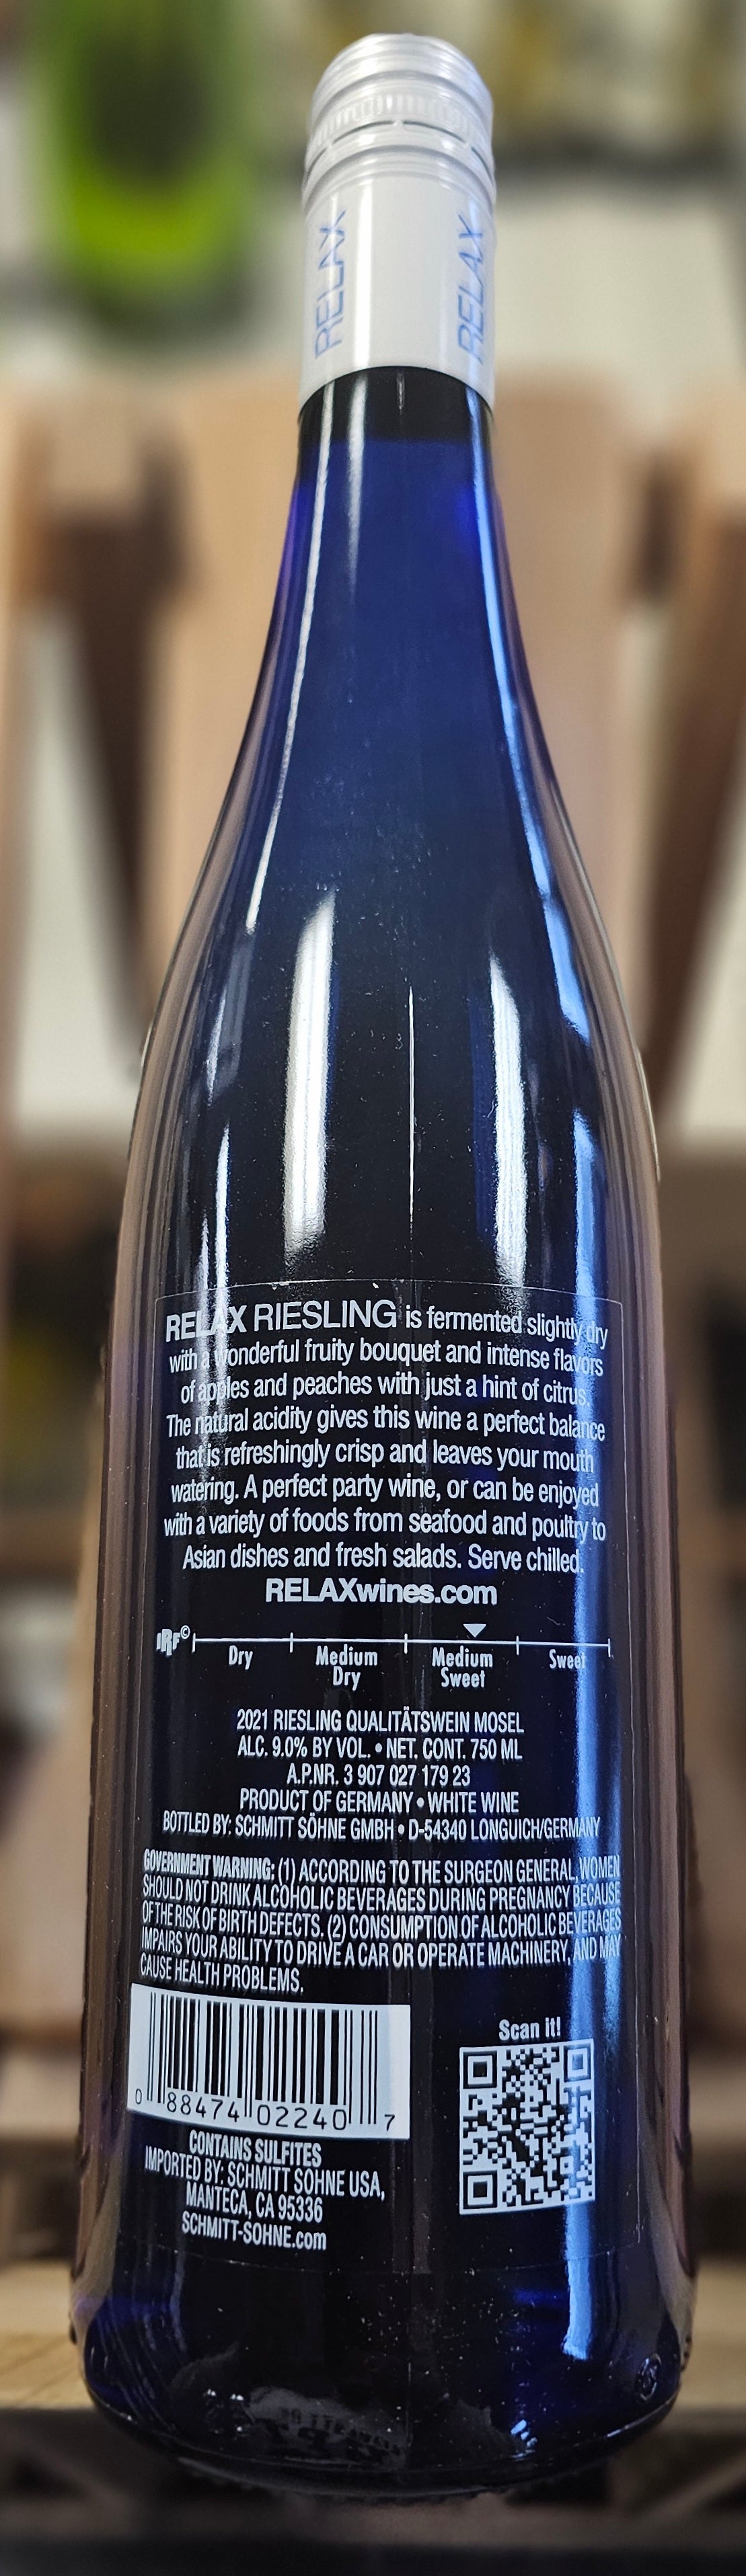 RELAX
RELAX
RELAX RIESLING is fermented slightly dry
with a wonderful fruity bouquet and intense flavors
of apples and peaches with just a hint of citrus.
The natural acidity gives this wine a perfect balance
that is refreshingly crisp and leaves your mouth
watering. A perfect party wine, or can be enjoyed
with a variety of foods from seafood and poultry to
Asian dishes and fresh salads. Serve chilled.
RELAXwines.com
IRF©
Dry Medium Dry Medium Sweet Sweet
2021 RIESLING QUALITÄTSWEIN MOSEL
ALC. 9.0% BY VOL. • NET. CONT. 750 ML
A.P.NR. 3 907 027 179 23
PRODUCT OF GERMANY • WHITE WINE
BOTTLED BY: SCHMITT SÖHNE GMBH • D-54340 LONGUICH/GERMANY
GOVERNMENT WARNING: (1) ACCORDING TO THE SURGEON GENERAL, WOMEN
SHOULD NOT DRINK ALCOHOLIC BEVERAGES DURING PREGNANCY BECAUSE
OF THE RISK OF BIRTH DEFECTS. (2) CONSUMPTION OF ALCOHOLIC BEVERAGES
IMPAIRS YOUR ABILITY TO DRIVE A CAR OR OPERATE MACHINERY, AND MAY
CAUSE HEALTH PROBLEMS.
Scan it!
0 88474 02240 7
CONTAINS SULFITES
IMPORTED BY: SCHMITT SÖHNE USA,
MANTECA, CA 95336
SCHMITT-SOHNE.com